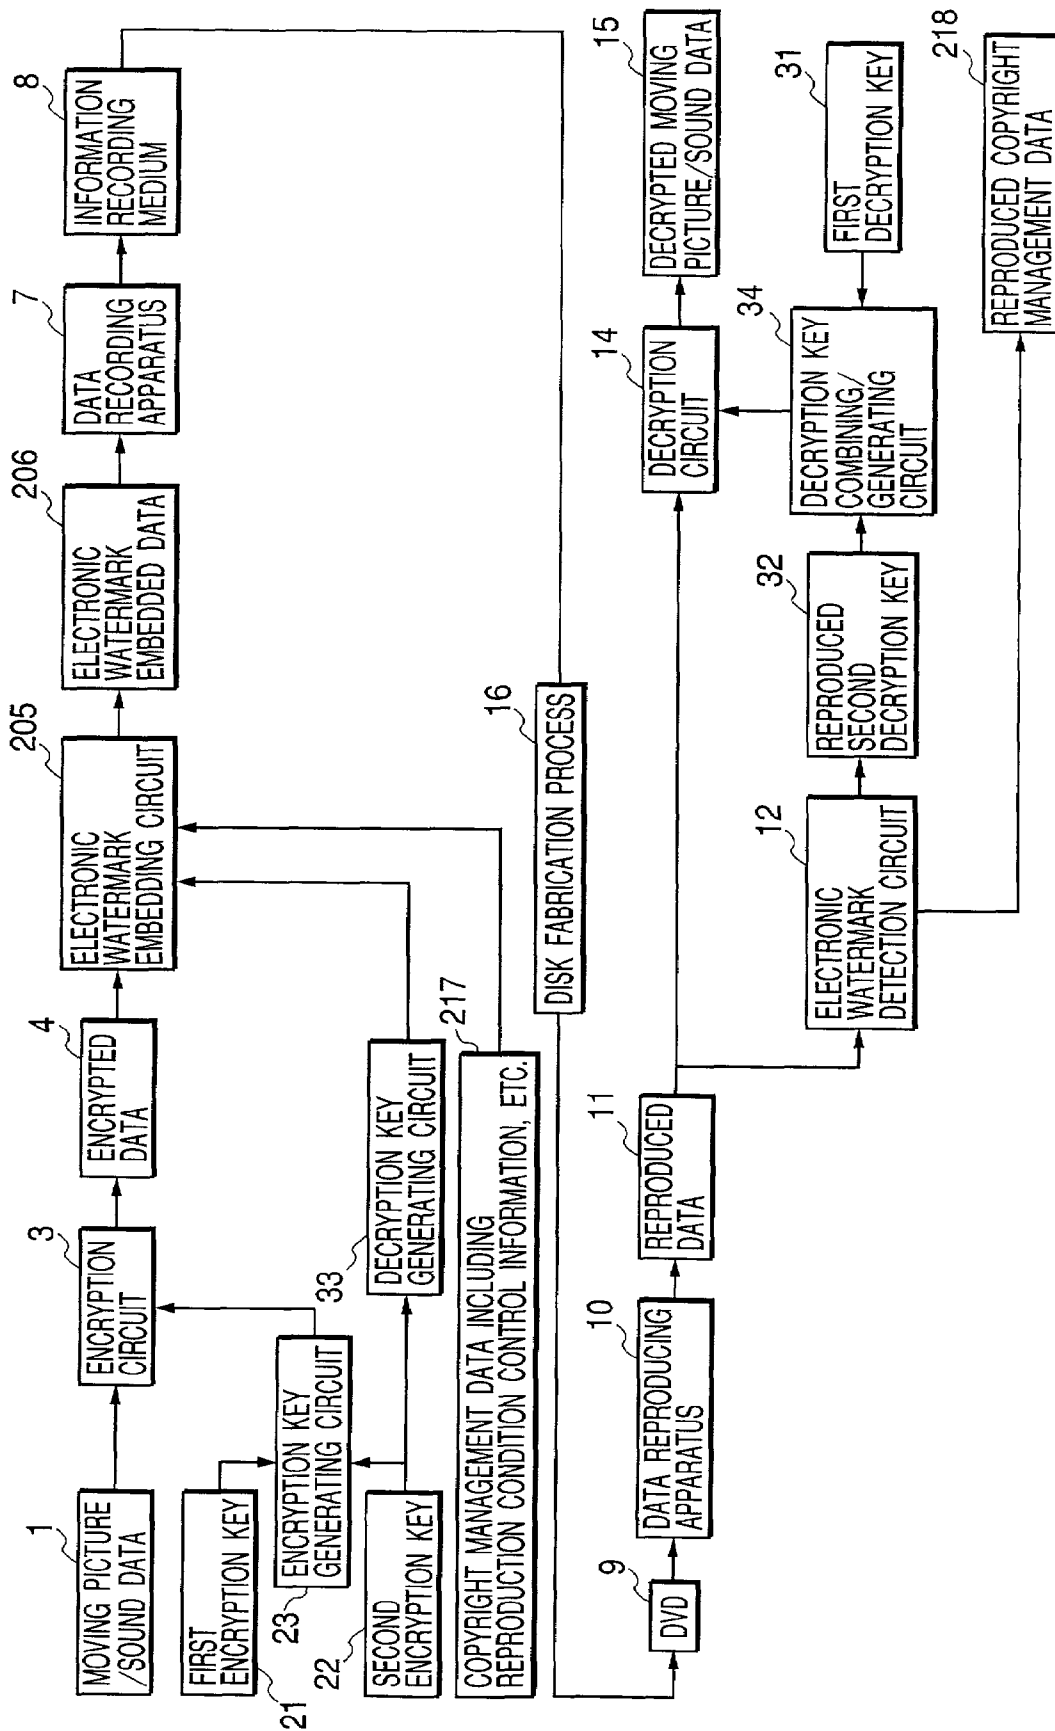 1
MOVING PICTURE
/SOUND DATA
3
ENCRYPTION
CIRCUIT
4
ENCRYPTED
DATA
205
ELECTRONIC
WATERMARK
EMBEDDING CIRCUIT
206
ELECTRONIC
WATERMARK
EMBEDDED DATA
7
DATA
RECORDING
APPARATUS
8
INFORMATION
RECORDING
MEDIUM
FIRST
ENCRYPTION KEY
21
ENCRYPTION KEY
GENERATING CIRCUIT
23
22
SECOND
ENCRYPTION KEY
33
DECRYPTION KEY
GENERATING CIRCUIT
217
COPYRIGHT MANAGEMENT DATA INCLUDING
REPRODUCTION CONDITION CONTROL INFORMATION, ETC.
16
DISK FABRICATION PROCESS
9
DVD
10
DATA REPRODUCING
APPARATUS
11
REPRODUCED
DATA
14
DECRYPTION
CIRCUIT
15
DECRYPTED MOVING
PICTURE/SOUND DATA
12
ELECTRONIC
WATERMARK
DETECTION CIRCUIT
32
REPRODUCED
SECOND
DECRYPTION KEY
34
DECRYPTION KEY
COMBINING/
GENERATING
CIRCUIT
31
FIRST
DECRYPTION KEY
218
REPRODUCED COPYRIGHT
MANAGEMENT DATA